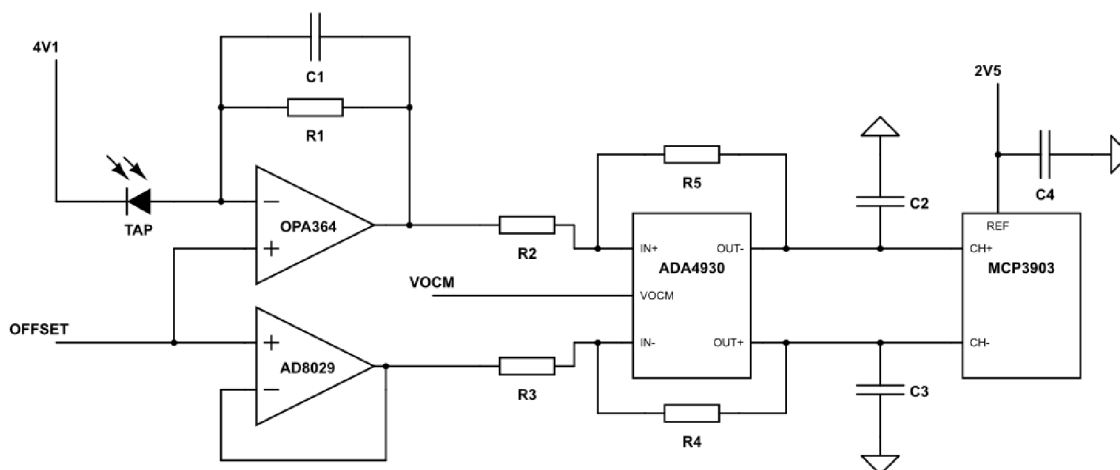 4V1
C1
2V5
R1
R5
C2
C4
TAP
OPA364
REF
R2
IN+
OUT-
CH+
ADA4930
MCP3903
VOCM
VOCM
OFFSET
IN-
OUT+
CH-
AD8029
R3
R4
C3